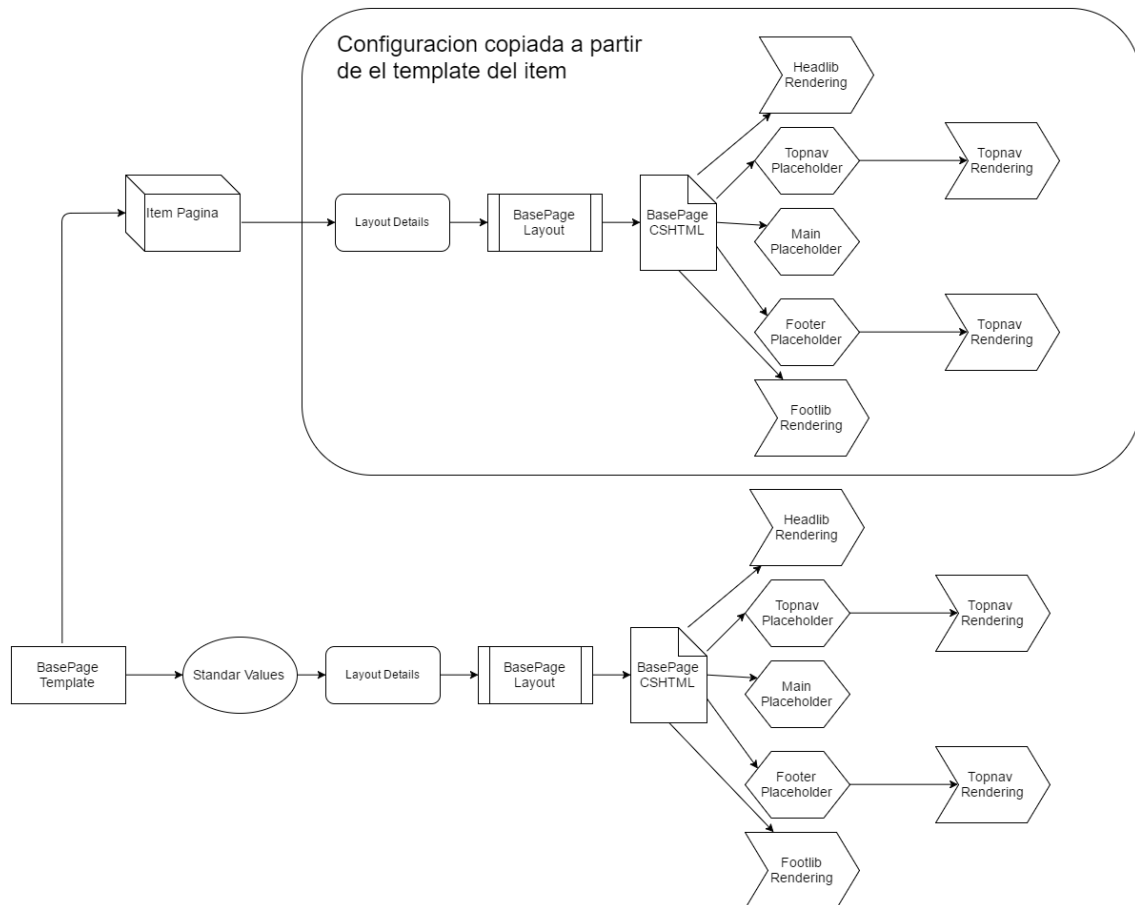 Configuracion copiada a partir
de el template del item
Headlib
Rendering
Topnav
Placeholder
Topnav
Rendering
Item Pagina
Layout Details
BasePage
Layout
BasePage
CSHTML
Main
Placeholder
Footer
Placeholder
Topnav
Rendering
Footlib
Rendering
Headlib
Rendering
Topnav
Placeholder
Topnav
Rendering
BasePage
Template
Standar Values
Layout Details
BasePage
Layout
BasePage
CSHTML
Main
Placeholder
Footer
Placeholder
Topnav
Rendering
Footlib
Rendering